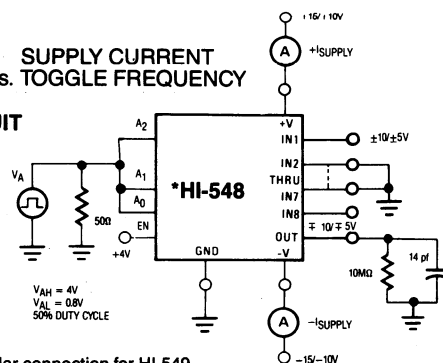 SUPPLY CURRENT
s. TOGGLE FREQUENCY
UIT
+15/+10V
A
+ISUPPLY
+V
A2
IN1
±10/±5V
IN2
VA
A1
*HI-548
THRU
IN7
A0
50Ω
IN8
EN
OUT
∓ 10/∓ 5V
+4V
GND
-V
10MΩ
14 pf
VAH = 4V
VAL = 0.8V
50% DUTY CYCLE
A
-ISUPPLY
lar connection for HI-549
-15/-10V